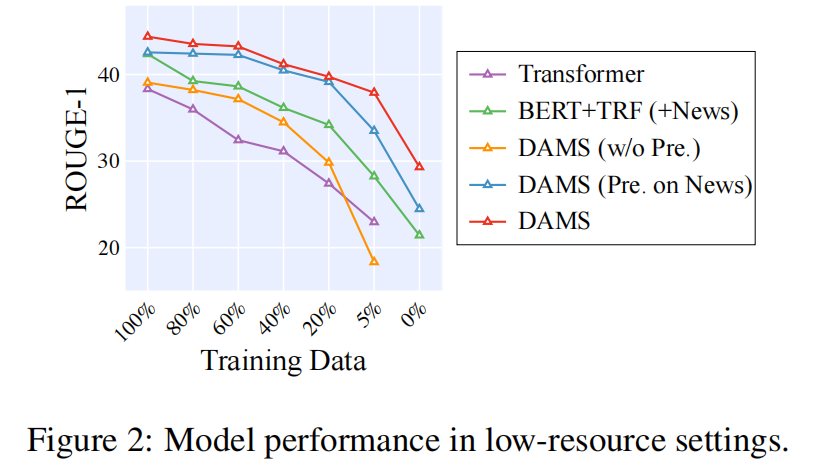 40
30
20
ROUGE-1
100%
80%
60%
40%
20%
5%
0%
Training Data
Transformer
BERT+TRF (+News)
DAMS (w/o Pre.)
DAMS (Pre. on News)
DAMS
Figure 2: Model performance in low-resource settings.